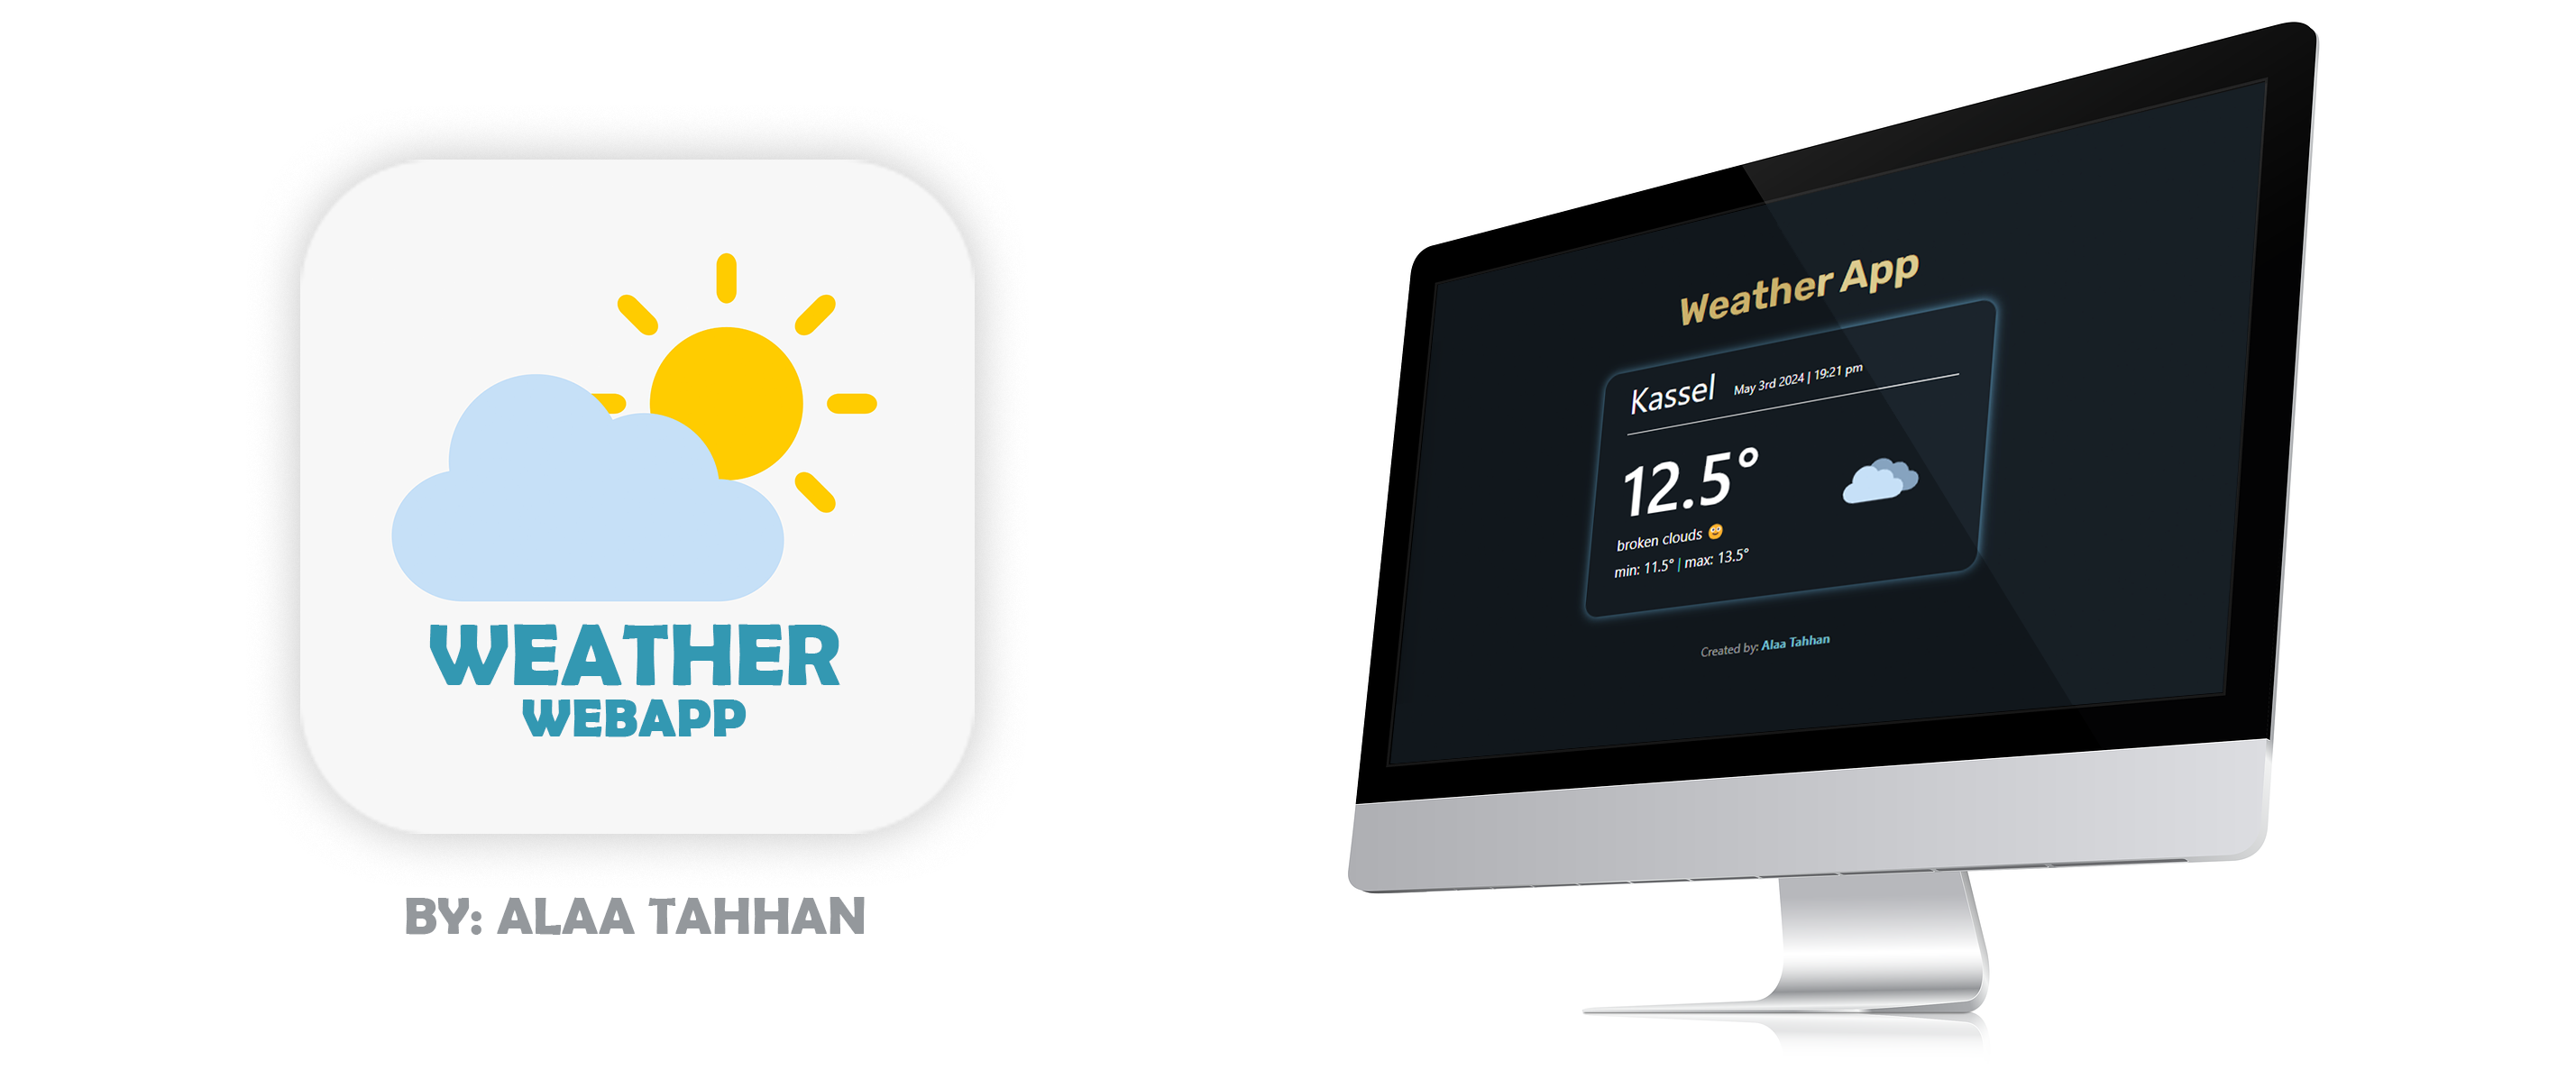 WEATHER
WEBAPP
BY: ALAA TAHHAN
Weather App
Kassel May 3rd 2024 | 19:21 pm
12.5°
broken clouds
min: 11.5° | max: 13.5°
Created by: Alaa Tahhan